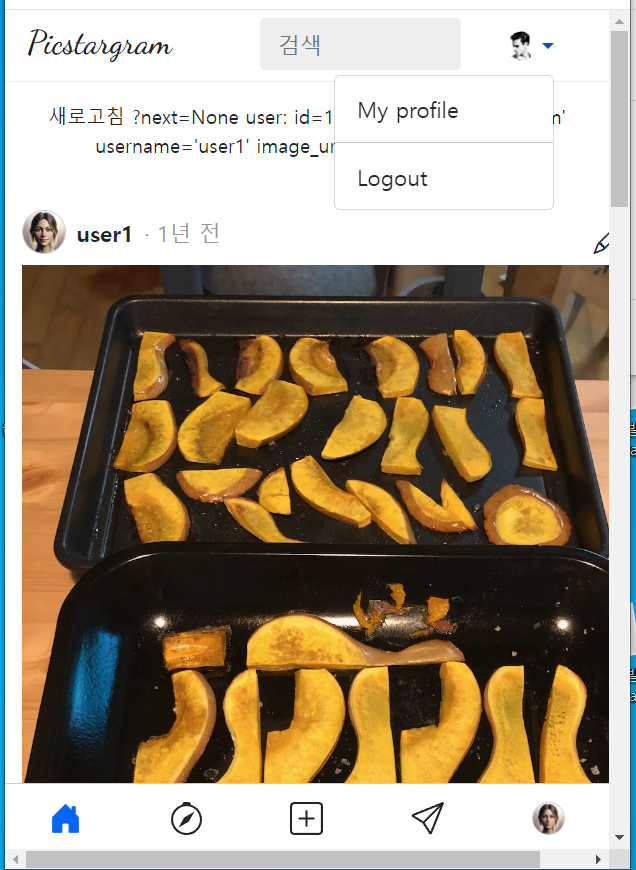 Picstargram
검색
My profile
Logout
새로고침 ?next=None user: id=1
username='user1'
user1 · 1년 전